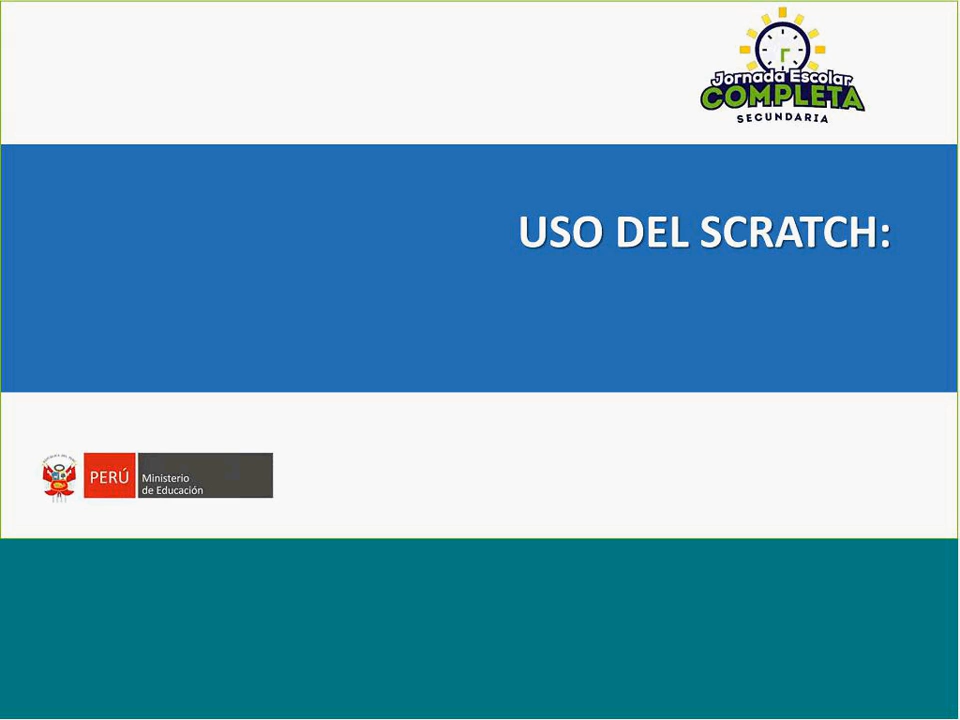 Jornada Escolar
COMPLETA
SECUNDARIA
USO DEL SCRATCH:
PERÚ
Ministerio
de Educación